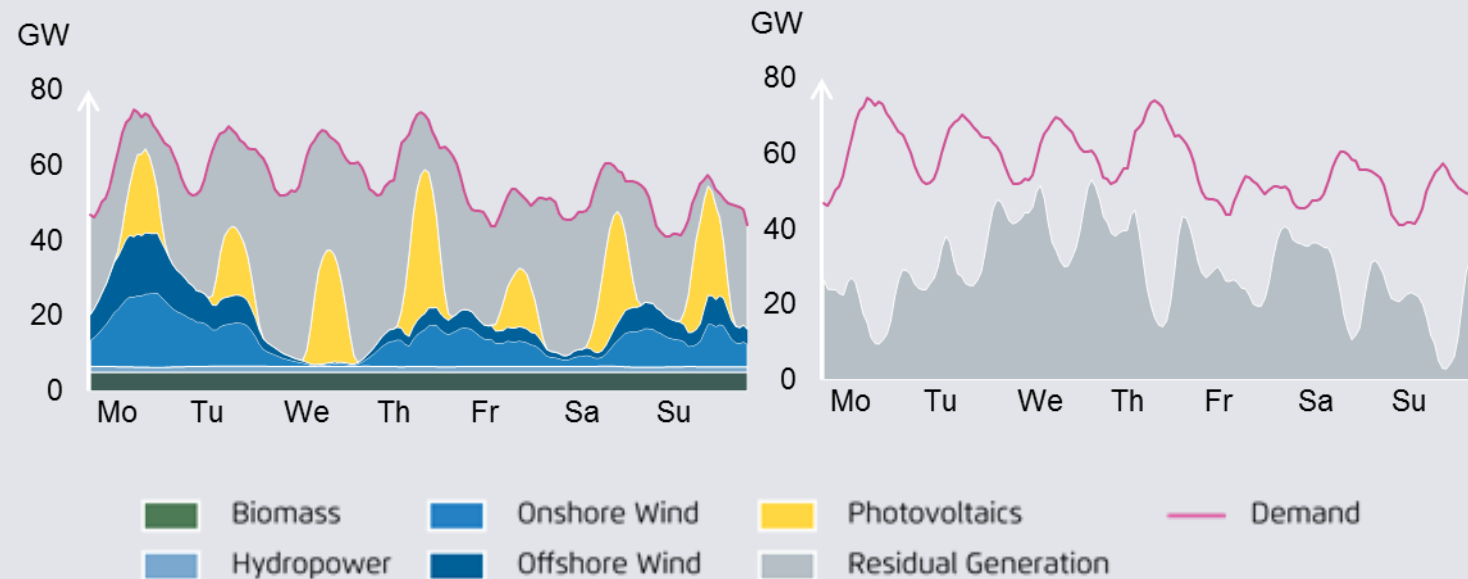 GW
80
60
40
20
0
Mo Tu We Th Fr Sa Su
GW
80
60
40
20
0
Mo Tu We Th Fr Sa Su
Biomass Onshore Wind Photovoltaics Demand
Hydropower Offshore Wind Residual Generation